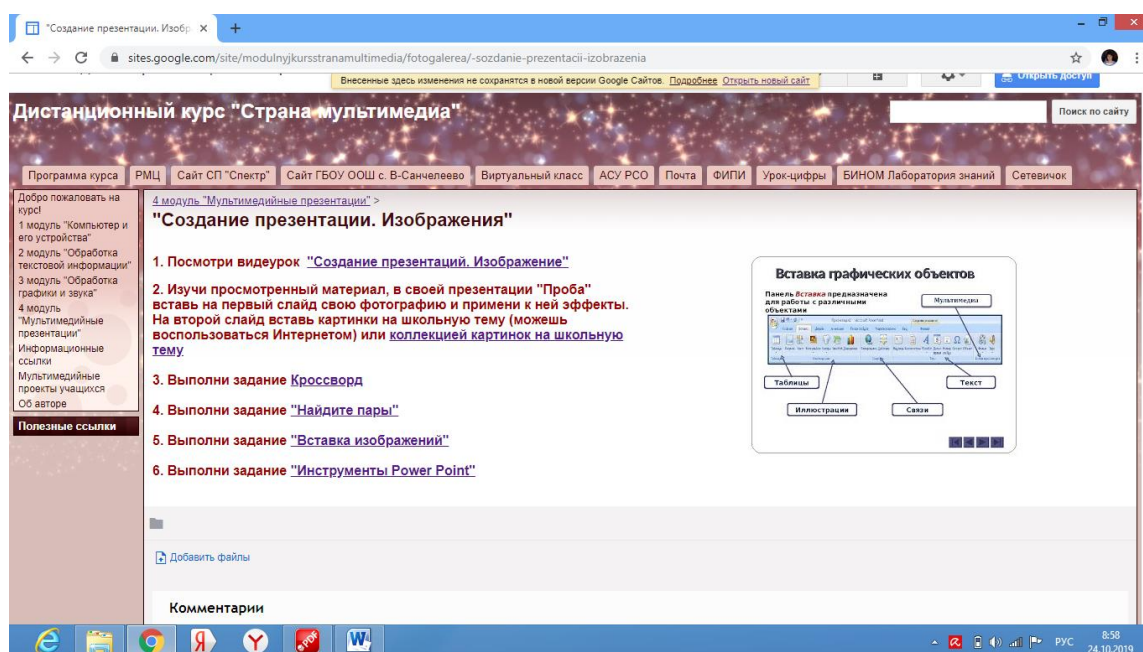 "Создание презентации. Изобр
sites.google.com/site/modulnyjkursstranamultimedia/fotogalerea/-sozdanie-prezentacii-izobrazenia
Внесенные здесь изменения не сохранятся в новой версии Google Сайтов. Подробнее Открыть новый сайт
Открыть доступ
Дистанционный курс "Страна мультимедиа"
Поиск по сайту
Программа курса РМЦ Сайт СП "Спектр" Сайт ГБОУ ООШ с. В-Санчелеево Виртуальный класс АСУ РСО Почта ФИПИ Урок-цифры БИНОМ Лаборатория знаний Сетевичок
Добро пожаловать на
курс!
1 модуль "Компьютер и
его устройства"
2 модуль "Обработка
текстовой информации"
3 модуль "Обработка
графики и звука"
4 модуль
"Мультимедийные
презентации"
Информационные
ссылки
Мультимедийные
проекты учащихся
Об авторе
Полезные ссылки
4 модуль "Мультимедийные презентации" >
"Создание презентации. Изображения"
1. Посмотри видеурок "Создание презентаций. Изображение"
2. Изучи просмотренный материал, в своей презентации "Проба"
вставь на первый слайд свою фотографию и примени к ней эффекты.
На второй слайд вставь картинки на школьную тему (можешь
воспользоваться Интернетом) или коллекцией картинок на школьную
тему
3. Выполни задание Кроссворд
4. Выполни задание "Найдите пары"
5. Выполни задание "Вставка изображений"
6. Выполни задание "Инструменты Power Point"
Вставка графических объектов
Панель Вставка предназначена
для работы с различными
объектами
Мультимедиа
Таблицы
Текст
Иллюстрации
Связи
Добавить файлы
Комментарии
РУС
8:58
24.10.2019